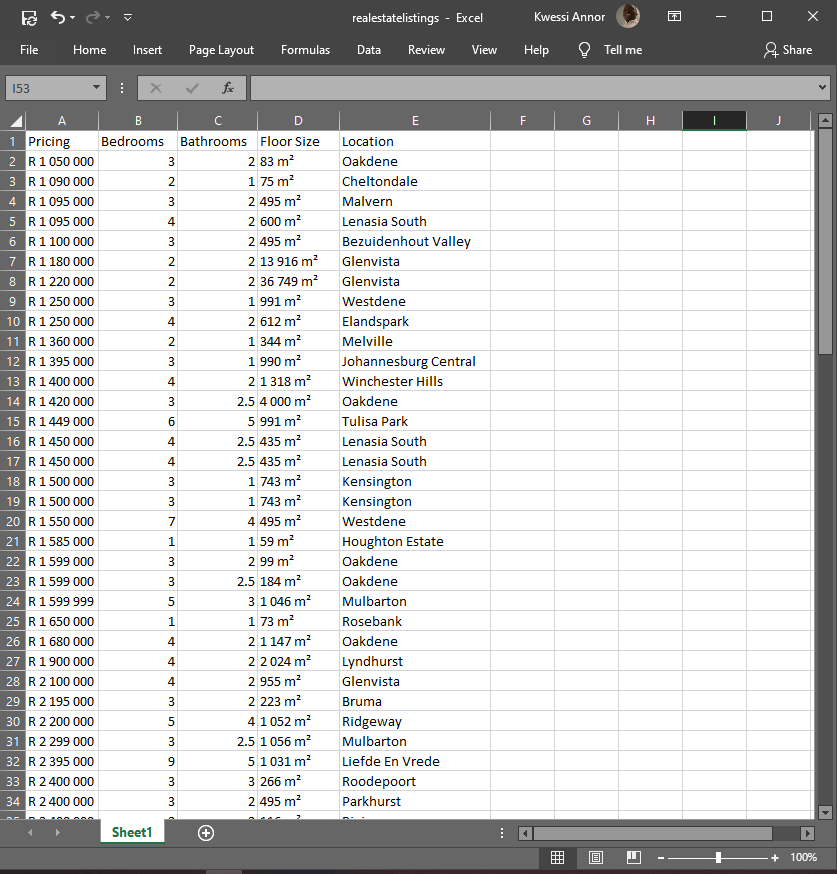 realestatelistings - Excel Kwessi Annor
File Home Insert Page Layout Formulas Data Review View Help Tell me Share
I53 fx
A B C D E F G H I J
1 Pricing Bedrooms Bathrooms Floor Size Location
2 R 1 050 000 3 2 83 m² Oakdene
3 R 1 090 000 2 1 75 m² Cheltondale
4 R 1 095 000 3 2 495 m² Malvern
5 R 1 095 000 4 2 600 m² Lenasia South
6 R 1 100 000 3 2 495 m² Bezuidenhout Valley
7 R 1 180 000 2 2 13 916 m² Glenvista
8 R 1 220 000 2 2 36 749 m² Glenvista
9 R 1 250 000 3 1 991 m² Westdene
10 R 1 250 000 4 2 612 m² Elandspark
11 R 1 360 000 2 1 344 m² Melville
12 R 1 395 000 3 1 990 m² Johannesburg Central
13 R 1 400 000 4 2 1 318 m² Winchester Hills
14 R 1 420 000 3 2.5 4 000 m² Oakdene
15 R 1 449 000 6 5 991 m² Tulisa Park
16 R 1 450 000 4 2.5 435 m² Lenasia South
17 R 1 450 000 4 2.5 435 m² Lenasia South
18 R 1 500 000 3 1 743 m² Kensington
19 R 1 500 000 3 1 743 m² Kensington
20 R 1 550 000 7 4 495 m² Westdene
21 R 1 585 000 1 1 59 m² Houghton Estate
22 R 1 599 000 3 2 99 m² Oakdene
23 R 1 599 000 3 2.5 184 m² Oakdene
24 R 1 599 999 5 3 1 046 m² Mulbarton
25 R 1 650 000 1 1 73 m² Rosebank
26 R 1 680 000 4 2 1 147 m² Oakdene
27 R 1 900 000 4 2 2 024 m² Lyndhurst
28 R 2 100 000 4 2 955 m² Glenvista
29 R 2 195 000 3 2 223 m² Bruma
30 R 2 200 000 5 4 1 052 m² Ridgeway
31 R 2 299 000 3 2.5 1 056 m² Mulbarton
32 R 2 395 000 9 5 1 031 m² Liefde En Vrede
33 R 2 400 000 3 3 266 m² Roodepoort
34 R 2 400 000 3 2 495 m² Parkhurst
Sheet1
100%